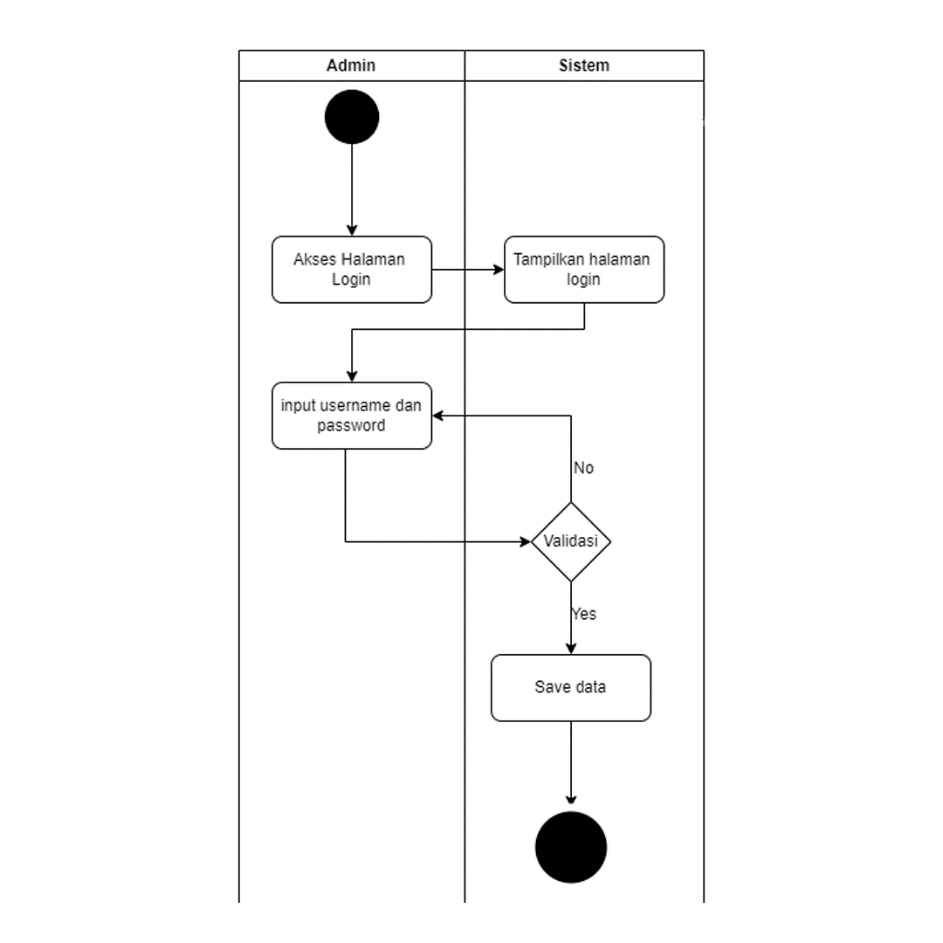 Admin
Sistem
Akses Halaman
Login
Tampilkan halaman
login
input username dan
password
No
Validasi
Yes
Save data